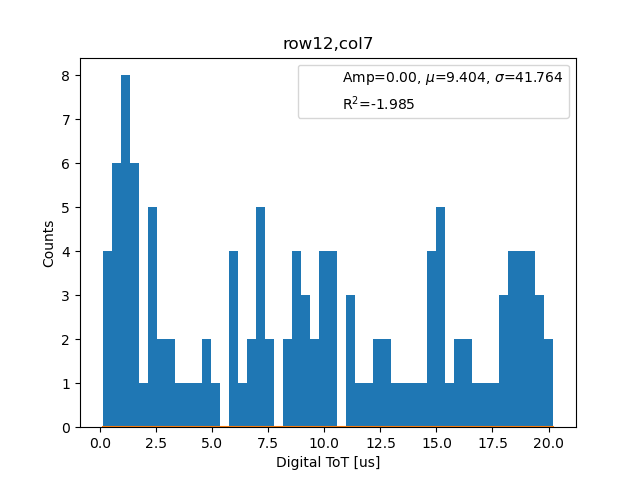 row12,col7
Amp=0.00, μ=9.404, σ=41.764
R²=-1.985
8
7
6
5
4
3
2
1
0
Counts
0.0 2.5 5.0 7.5 10.0 12.5 15.0 17.5 20.0
Digital ToT [us]